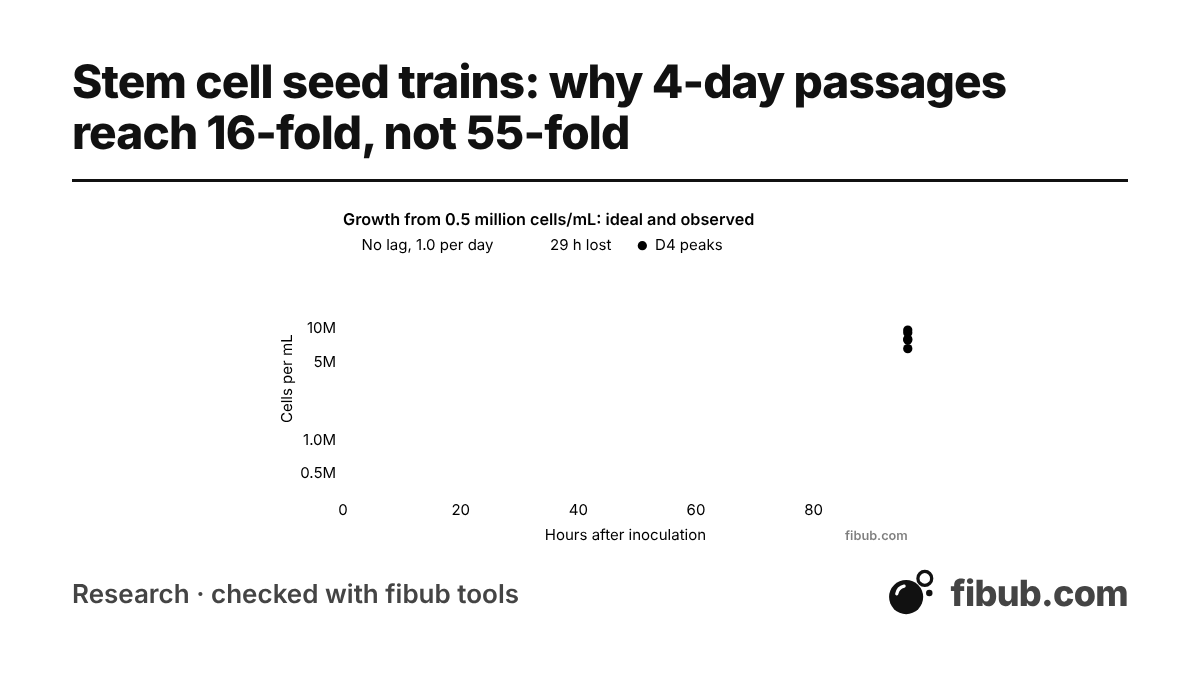 Stem cell seed trains: why 4-day passages
reach 16-fold, not 55-fold
Growth from 0.5 million cells/mL: ideal and observed
No lag, 1.0 per day 29 h lost D4 peaks
10M
5M
1.0M
0.5M
Cells per mL
0 20 40 60 80
Hours after inoculation
fibub.com
Research · checked with fibub tools
fibub.com